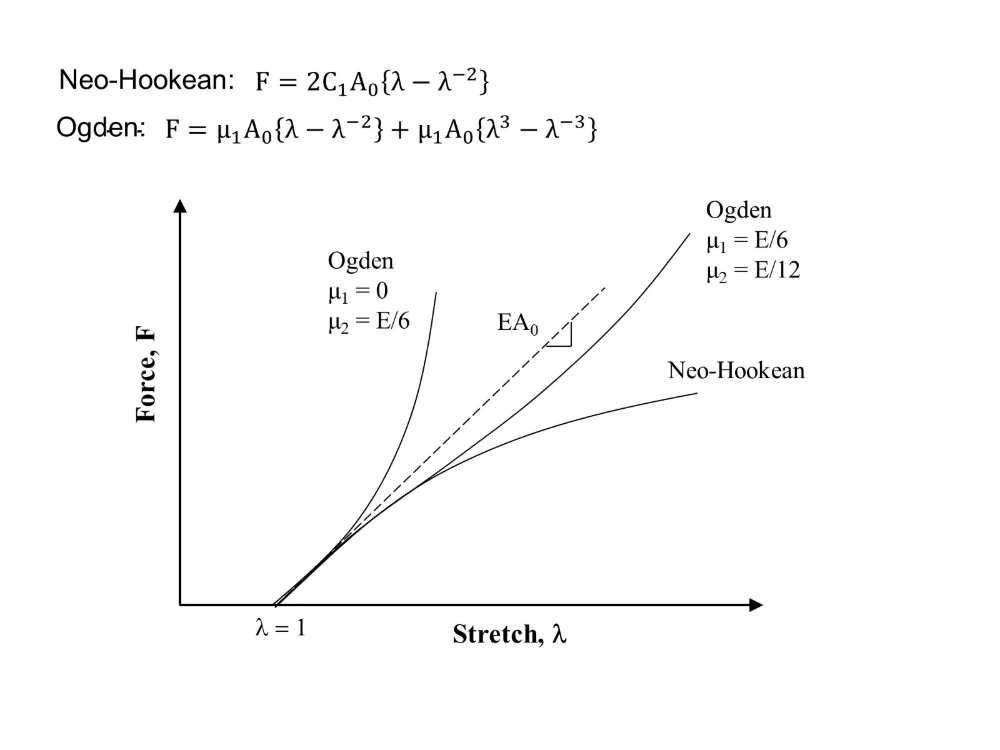 Neo-Hookean: F = 2C₁A₀{λ − λ⁻²}
Ogden: F = μ₁A₀{λ − λ⁻²} + μ₁A₀{λ³ − λ⁻³}
Ogden
μ₁ = E/6
μ₂ = E/12
Ogden
μ₁ = 0
μ₂ = E/6
EA₀
Neo-Hookean
Force, F
λ = 1
Stretch, λ